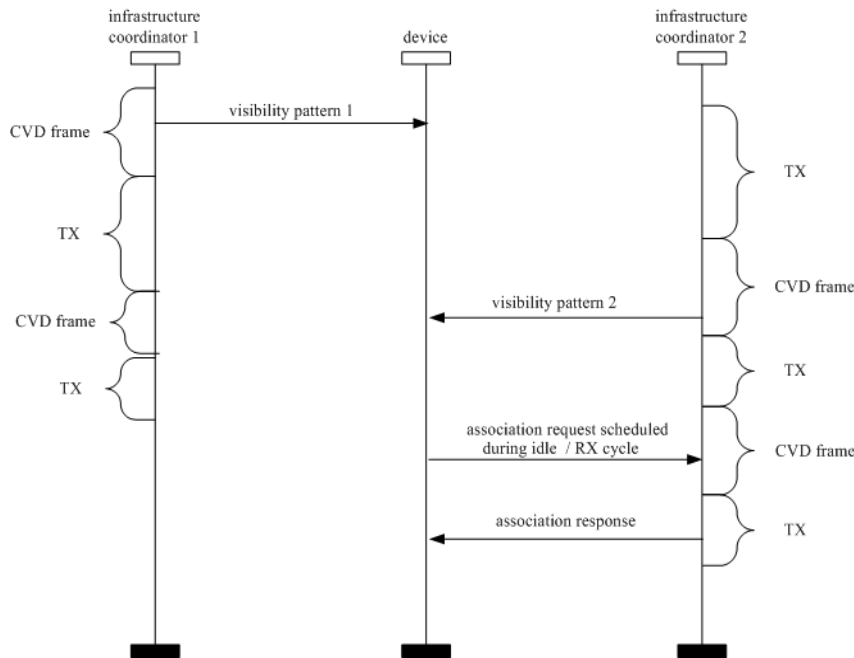 infrastructure
coordinator 1
device
infrastructure
coordinator 2
visibility pattern 1
CVD frame
TX
TX
CVD frame
visibility pattern 2
CVD frame
TX
TX
association request scheduled
during idle / RX cycle
CVD frame
association response
TX